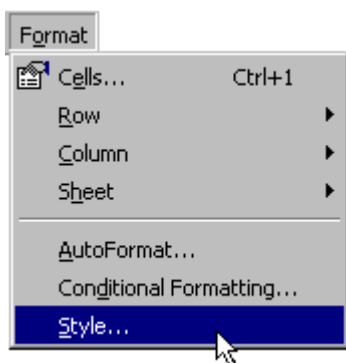 Format
Cells... Ctrl+1
Row
Column
Sheet
AutoFormat...
Conditional Formatting...
Style...